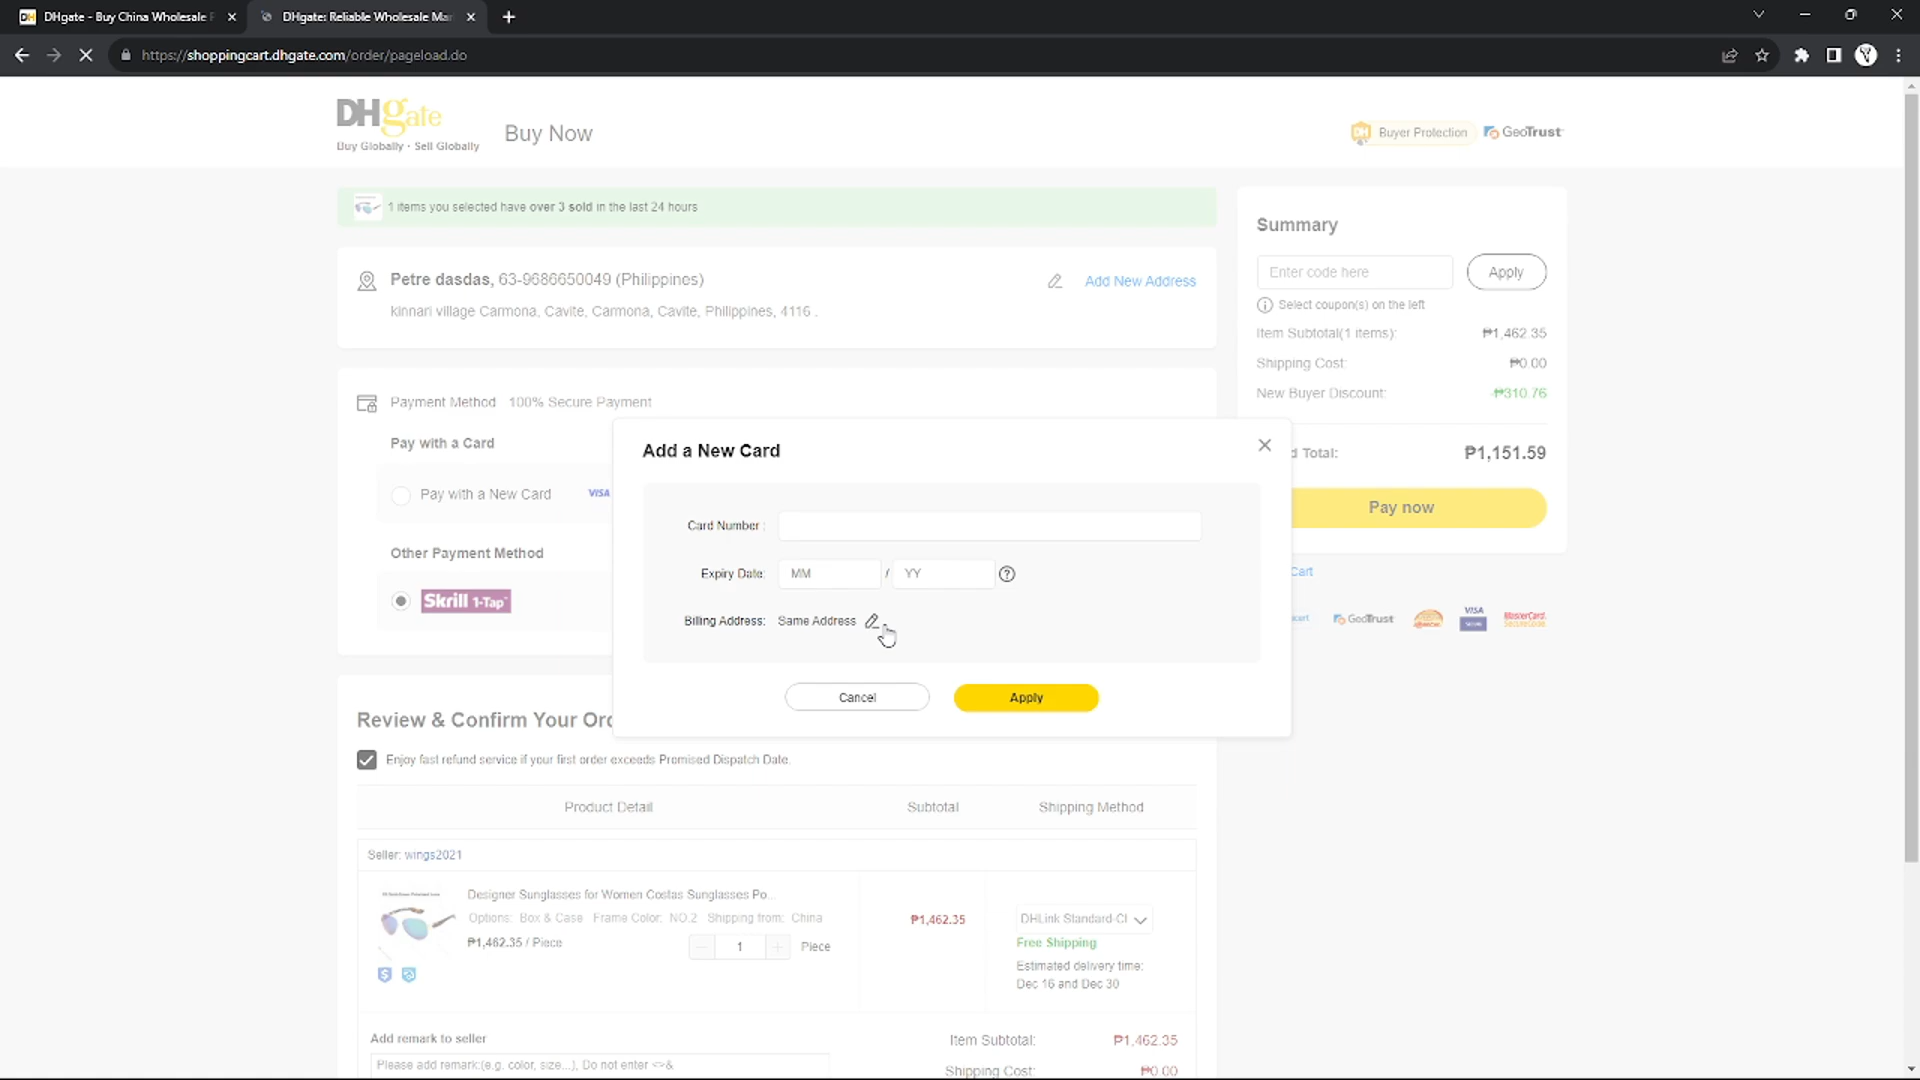 DHgate - Buy China Wholesale
DHgate: Reliable Wholesale Mar
https://shoppingcart.dhgate.com/order/pageload.do
DHgate
Buy Globally · Sell Globally
Buy Now
Buyer Protection
GeoTrust
1 items you selected have over 3 sold in the last 24 hours
Petre dasdas, 63-9686650049 (Philippines)
Add New Address
kinnari village Carmona, Cavite, Carmona, Cavite, Philippines, 4116 .
Payment Method 100% Secure Payment
Pay with a Card
Pay with a New Card VISA
Other Payment Method
Skrill 1-Tap
Summary
Enter code here
Apply
Select coupon(s) on the left
Item Subtotal(1 items): ₱1,462.35
Shipping Cost: ₱0.00
New Buyer Discount: -₱310.76
d Total: ₱1,151.59
Pay now
Cart
GeoTrust
VISA
MasterCard.
SecureCode
Add a New Card
Card Number :
Expiry Date: MM / YY
Billing Address: Same Address
Cancel
Apply
Review & Confirm Your Ord
Enjoy fast refund service if your first order exceeds Promised Dispatch Date.
Product Detail Subtotal Shipping Method
Seller: wings2021
Designer Sunglasses for Women Costas Sunglasses Po...
Options: Box & Case Frame Color: NO.2 Shipping from: China
₱1,462.35 / Piece
1
Piece
₱1,462.35
DHLink Standard-CI
Free Shipping
Estimated delivery time:
Dec 16 and Dec 30
Add remark to seller
Please add remark:(e.g. color, size...), Do not enter <>&
Item Subtotal: ₱1,462.35
Shipping Cost: ₱0.00